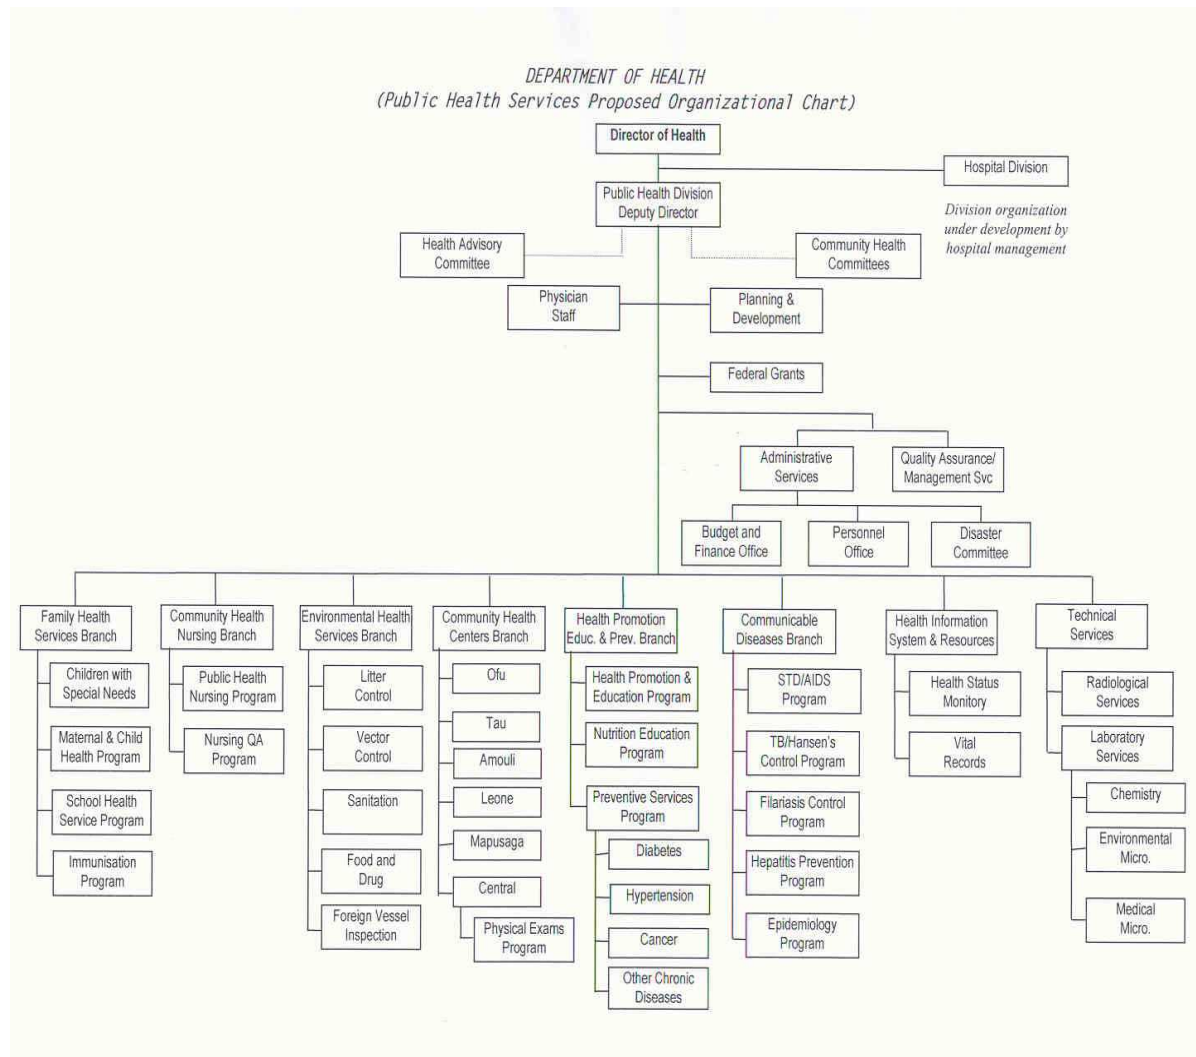 DEPARTMENT OF HEALTH
(Public Health Services Proposed Organizational Chart)
Director of Health
Hospital Division
Public Health Division
Deputy Director
Division organization
under development by
hospital management
Health Advisory
Committee
Community Health
Committees
Physician
Staff
Planning &
Development
Federal Grants
Administrative
Services
Quality Assurance/
Management Svc
Budget and
Finance Office
Personnel
Office
Disaster
Committee
Family Health
Services Branch
Children with
Special Needs
Maternal & Child
Health Program
School Health
Service Program
Immunisation
Program
Community Health
Nursing Branch
Public Health
Nursing Program
Nursing QA
Program
Environmental Health
Services Branch
Litter
Control
Vector
Control
Sanitation
Food and
Drug
Foreign Vessel
Inspection
Community Health
Centers Branch
Ofu
Tau
Amouli
Leone
Mapusaga
Central
Physical Exams
Program
Health Promotion
Educ. & Prev. Branch
Health Promotion &
Education Program
Nutrition Education
Program
Preventive Services
Program
Diabetes
Hypertension
Cancer
Other Chronic
Diseases
Communicable
Diseases Branch
STD/AIDS
Program
TB/Hansen's
Control Program
Filariasis Control
Program
Hepatitis Prevention
Program
Epidemiology
Program
Health Information
System & Resources
Health Status
Monitory
Vital
Records
Technical
Services
Radiological
Services
Laboratory
Services
Chemistry
Environmental
Micro.
Medical
Micro.